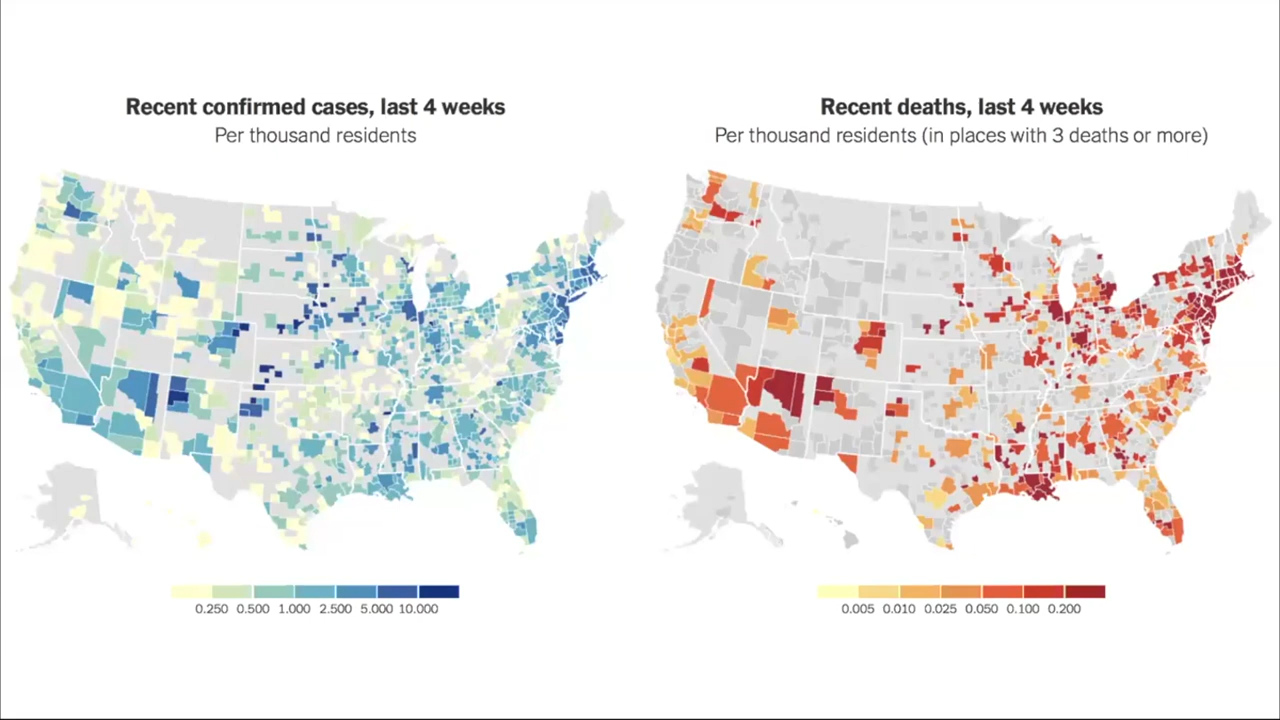 Recent confirmed cases, last 4 weeks
Per thousand residents
0.250 0.500 1.000 2.500 5.000 10.000
Recent deaths, last 4 weeks
Per thousand residents (in places with 3 deaths or more)
0.005 0.010 0.025 0.050 0.100 0.200